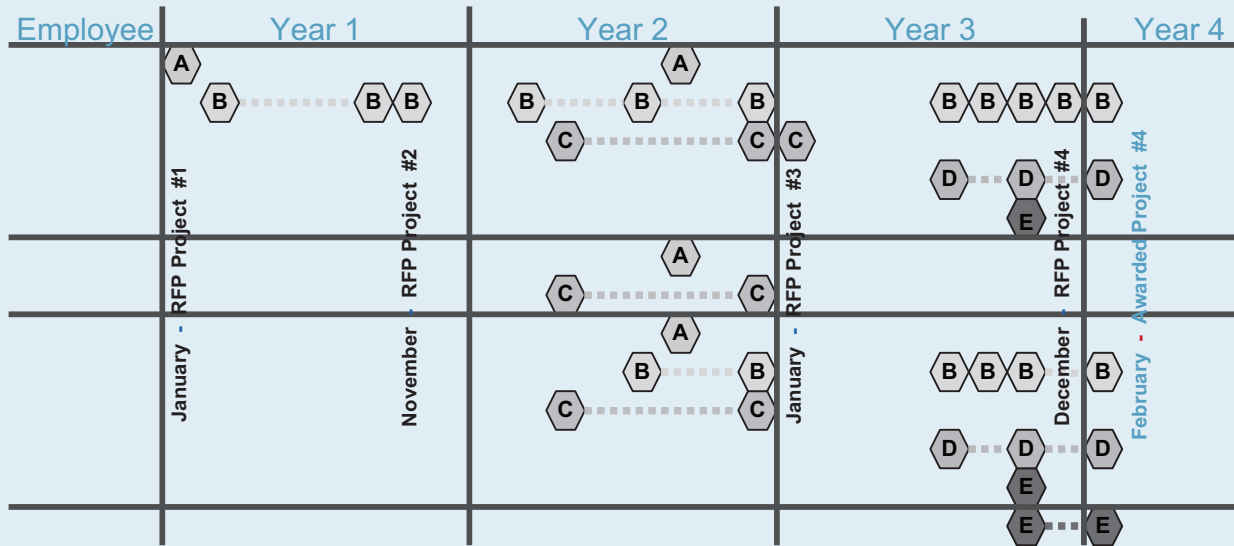 Employee Year 1 Year 2 Year 3 Year 4
A A
B B B B B B B B B B B
C C C
D D D
E
A
C C
A
B B B B B B
C C
D D D
E
E E
January - RFP Project #1
November - RFP Project #2
January - RFP Project #3
December - RFP Project #4
February - Awarded Project #4